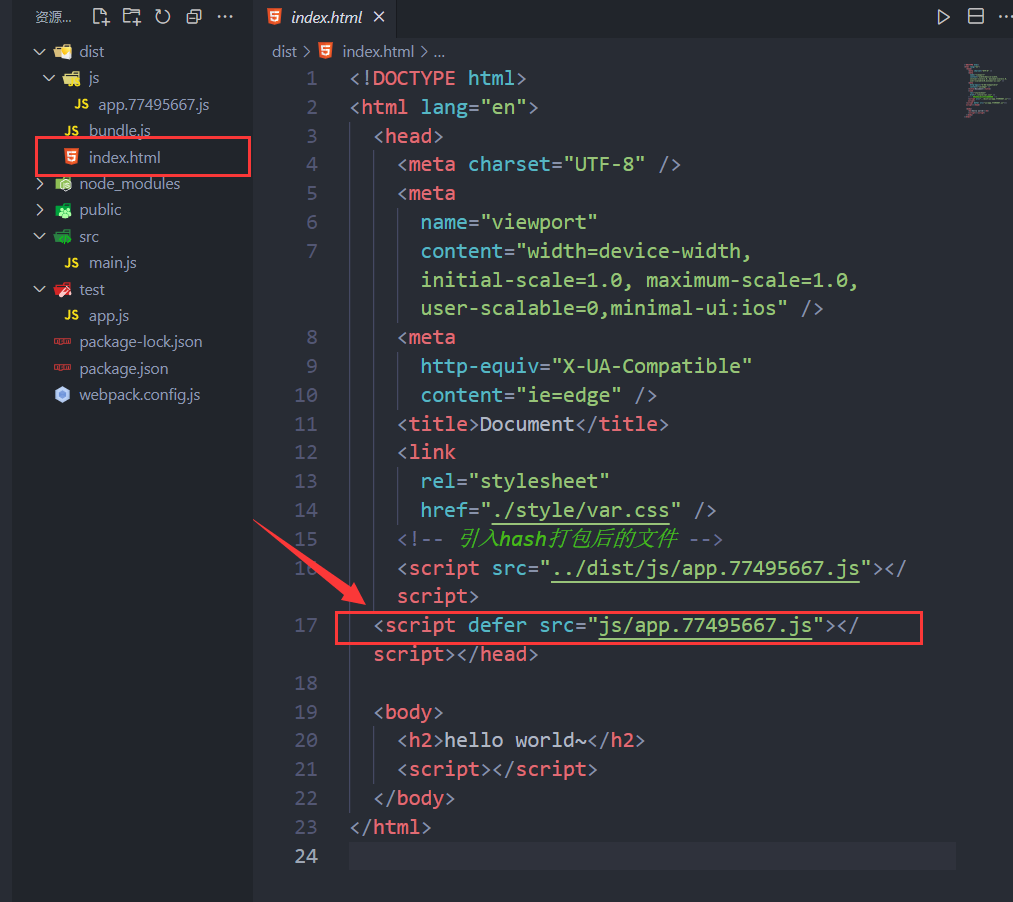 资源...
index.html
dist
js
app.77495667.js
bundle.js
index.html
node_modules
public
src
main.js
test
app.js
package-lock.json
package.json
webpack.config.js
dist > index.html > ...
1 <!DOCTYPE html>
2 <html lang="en">
3 <head>
4 <meta charset="UTF-8" />
5 <meta
6 name="viewport"
7 content="width=device-width,
initial-scale=1.0, maximum-scale=1.0,
user-scalable=0,minimal-ui:ios" />
8 <meta
9 http-equiv="X-UA-Compatible"
10 content="ie=edge" />
11 <title>Document</title>
12 <link
13 rel="stylesheet"
14 href="./style/var.css" />
15 <!-- 引入hash打包后的文件 -->
16 <script src="../dist/js/app.77495667.js"></
script>
17 <script defer src="js/app.77495667.js"></
script></head>
18
19 <body>
20 <h2>hello world~</h2>
21 <script></script>
22 </body>
23 </html>
24